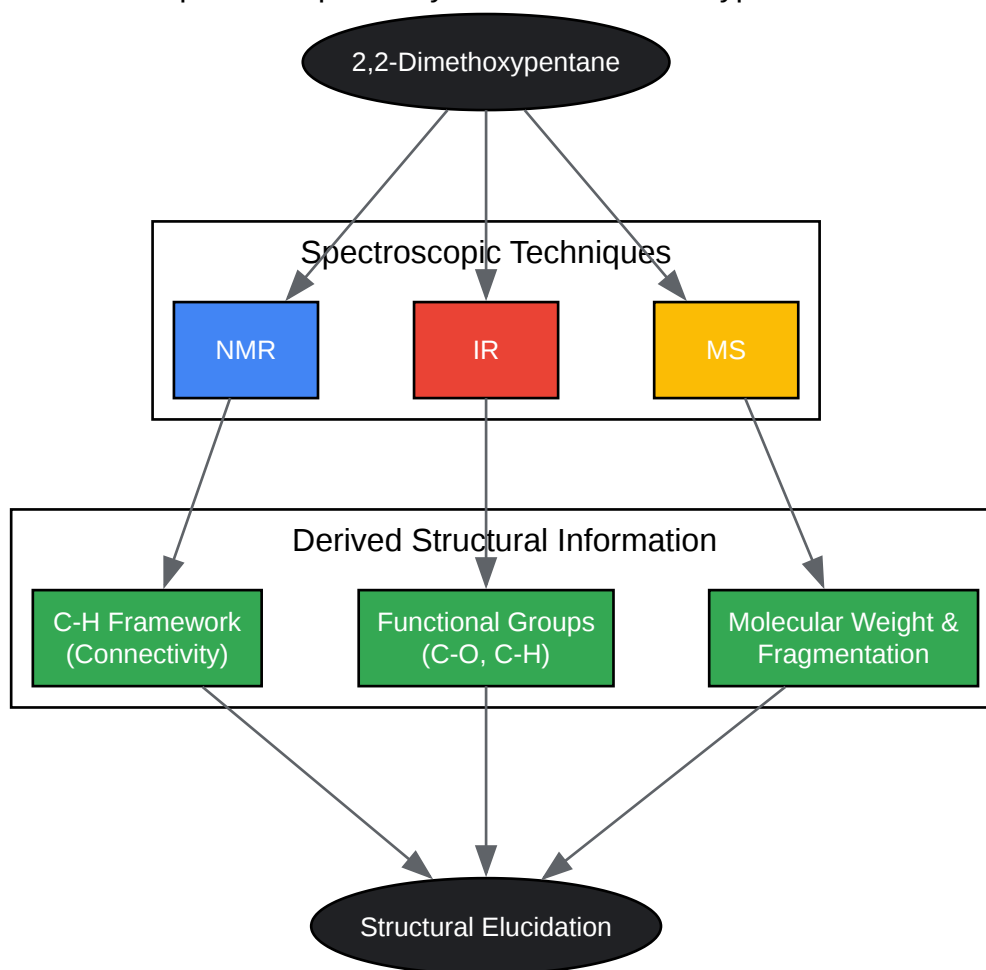 2,2-Dimethoxypentane
Spectroscopic Techniques
NMR
IR
MS
Derived Structural Information
C-H Framework
(Connectivity)
Functional Groups
(C-O, C-H)
Molecular Weight &
Fragmentation
Structural Elucidation